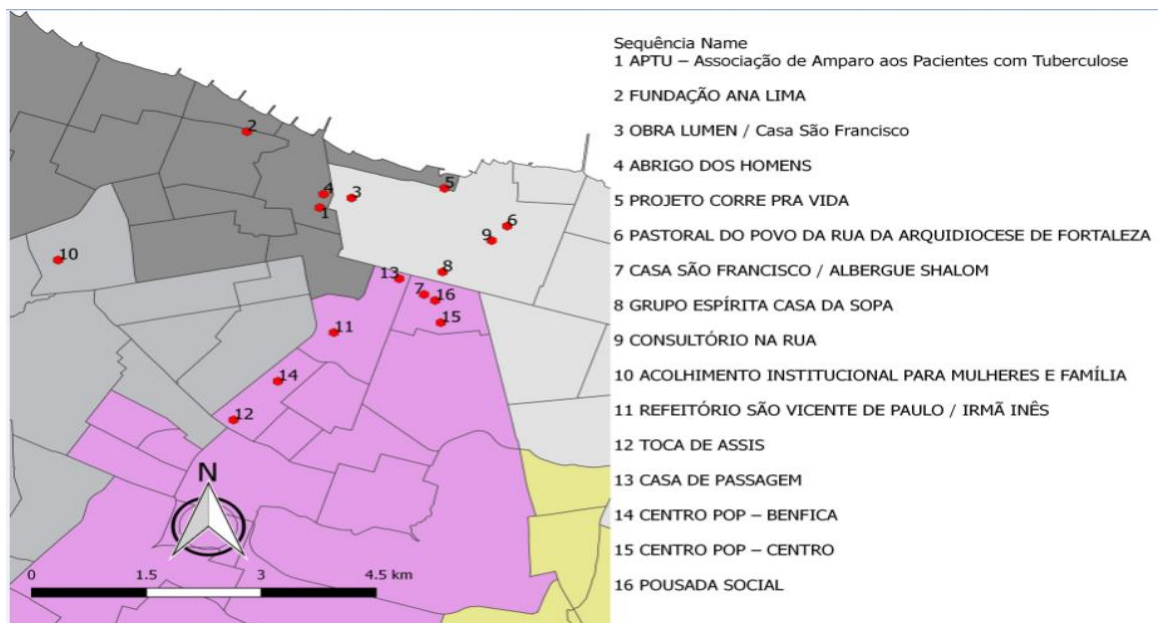 Sequência Name
1 APTU – Associação de Amparo aos Pacientes com Tuberculose
2 FUNDAÇÃO ANA LIMA
3 OBRA LUMEN / Casa São Francisco
4 ABRIGO DOS HOMENS
5 PROJETO CORRE PRA VIDA
6 PASTORAL DO POVO DA RUA DA ARQUIDIOCESE DE FORTALEZA
7 CASA SÃO FRANCISCO / ALBERGUE SHALOM
8 GRUPO ESPÍRITA CASA DA SOPA
9 CONSULTÓRIO NA RUA
10 ACOLHIMENTO INSTITUCIONAL PARA MULHERES E FAMÍLIA
11 REFEITÓRIO SÃO VICENTE DE PAULO / IRMÃ INÊS
12 TOCA DE ASSIS
13 CASA DE PASSAGEM
14 CENTRO POP – BENFICA
15 CENTRO POP – CENTRO
16 POUSADA SOCIAL
2
5
4
3
1
6
9
10
8
13
7
16
15
11
14
12
N
0 1.5 3 4.5 km